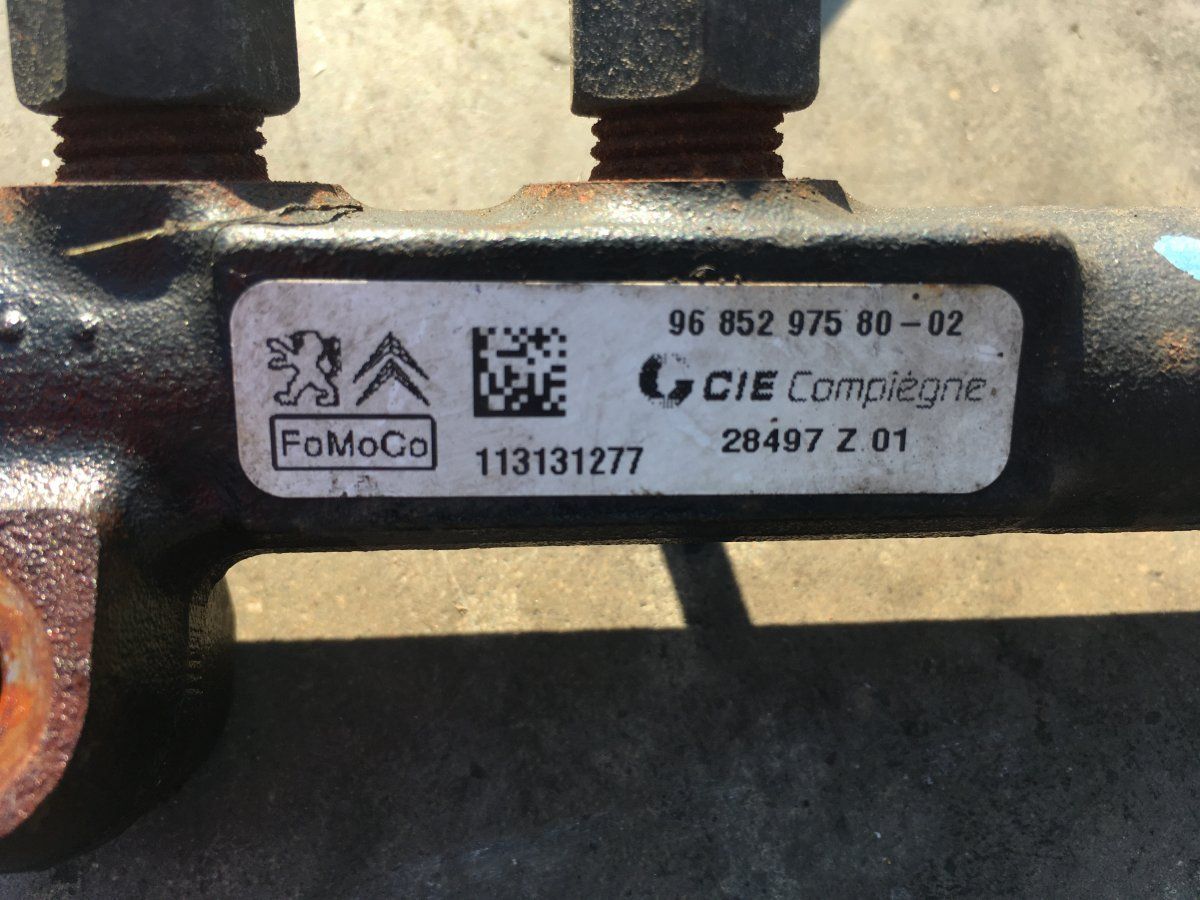 96 852 975 80-02
CIE Compiègne
28497 Z 01
FoMoCo
113131277